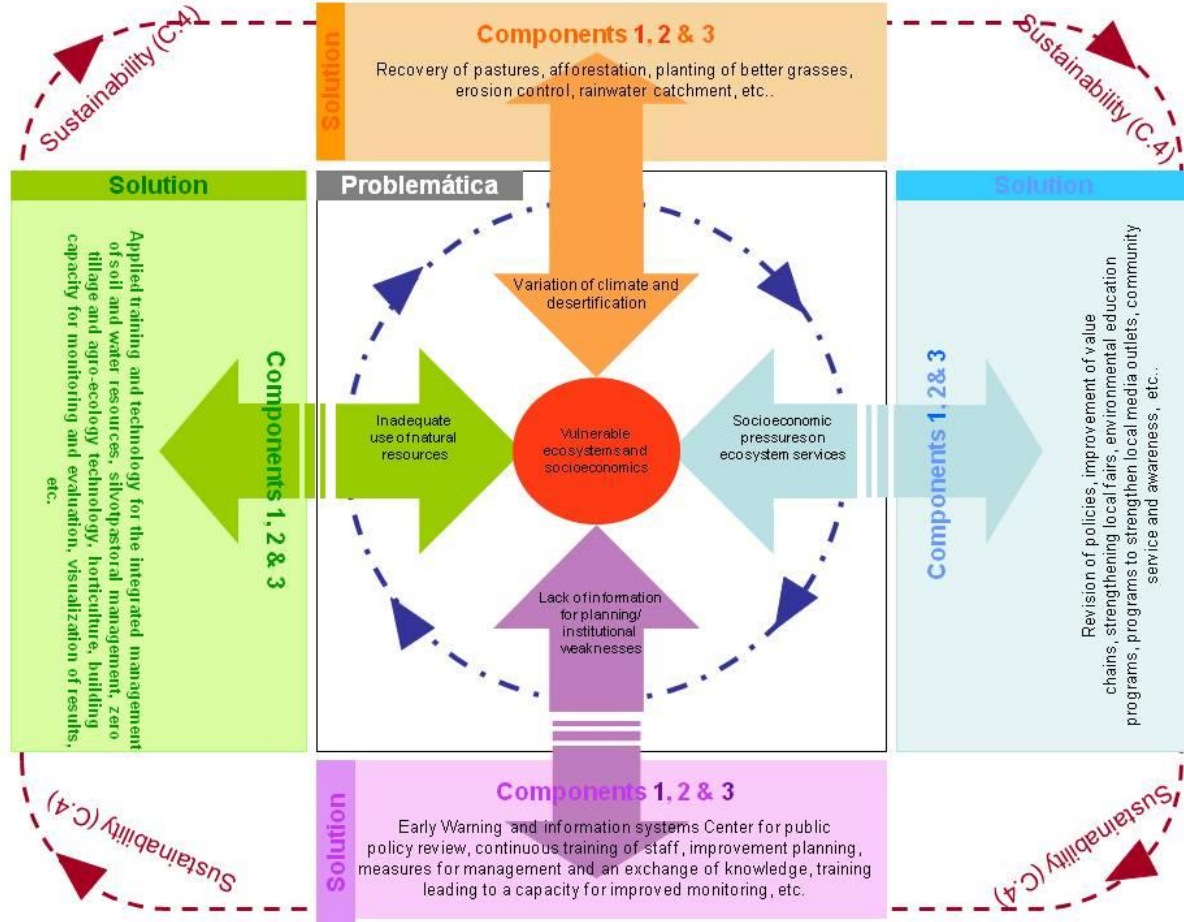 Sustainability (C.4)
Solution
Components 1, 2 & 3
Recovery of pastures, afforestation, planting of better grasses,
erosion control, rainwater catchment, etc..
Sustainability (C.4)
Solution
Applied training and technology for the integrated management
of soil and water resources, silvotpastoral management, zero
tillage and agro-ecology technology, horticulture, building
capacity for monitoring and evaluation, visualization of results,
etc.
Components 1, 2 & 3
Problemática
Variation of climate and
desertification
Inadequate
use of natural
resources
Vulnerable
ecosystems and
socioeconomics
Socioeconomic
pressures on
ecosystem services
Lack of information
for planning/
institutional
weaknesses
Solution
Components 1, 2 & 3
Revision of policies, improvement of value
chains, strengthening local fairs, environmental education
programs, programs to strengthen local media outlets, community
service and awareness, etc..
Sustainability (C.4)
Solution
Components 1, 2 & 3
Early Warning and information systems Center for public
policy review, continuous training of staff, improvement planning,
measures for management and an exchange of knowledge, training
leading to a capacity for improved monitoring, etc.
Sustainability (C.4)